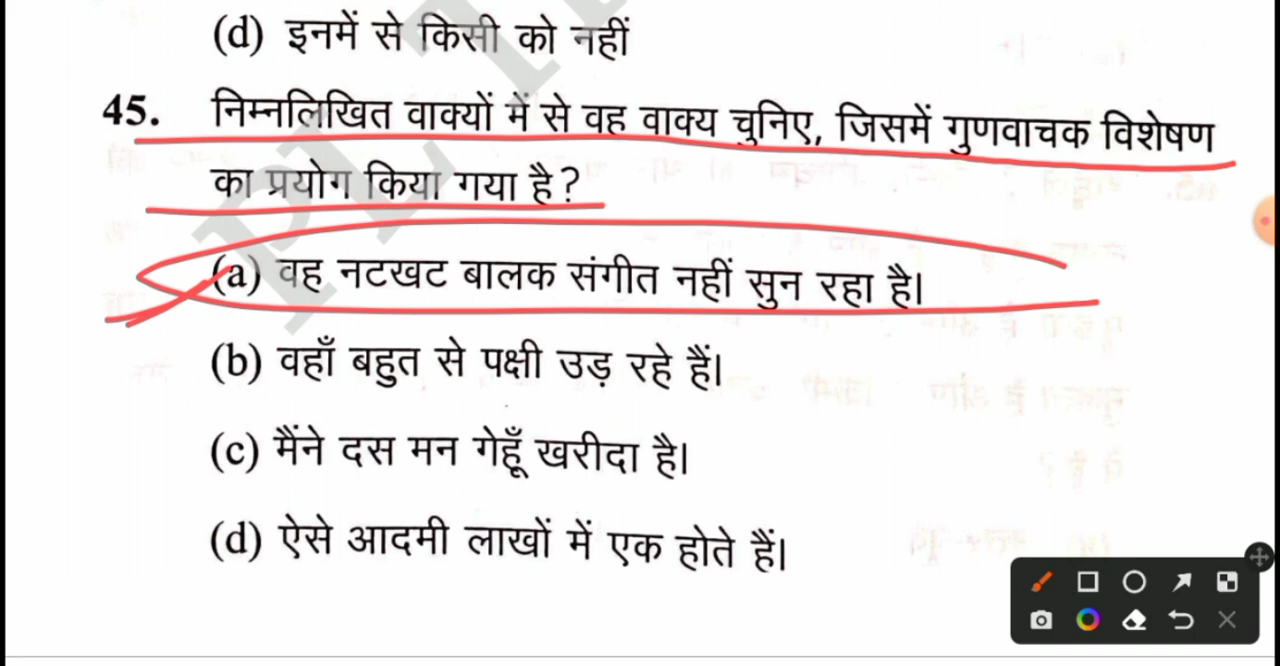 (d) इनमें से किसी को नहीं
45. निम्नलिखित वाक्यों में से वह वाक्य चुनिए, जिसमें गुणवाचक विशेषण
का प्रयोग किया गया है?
(a) वह नटखट बालक संगीत नहीं सुन रहा है।
(b) वहाँ बहुत से पक्षी उड़ रहे हैं।
(c) मैंने दस मन गेहूँ खरीदा है।
(d) ऐसे आदमी लाखों में एक होते हैं।